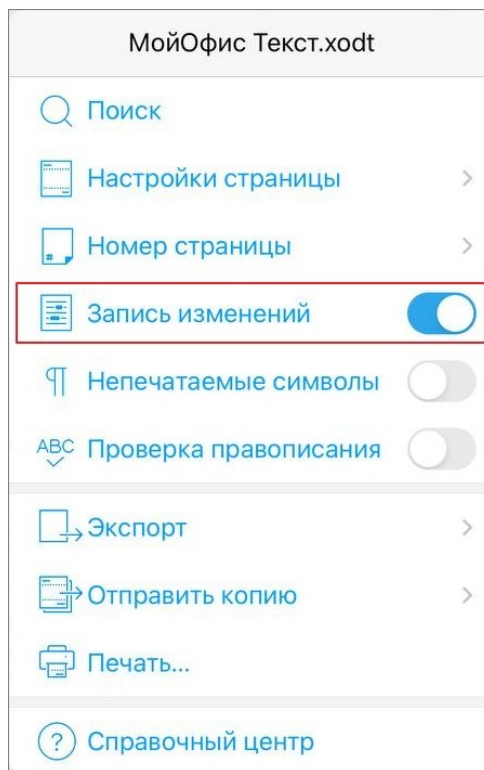 МойОфис Текст.xodt
Поиск
Настройки страницы
Номер страницы
Запись изменений
Непечатаемые символы
ABC Проверка правописания
Экспорт
Отправить копию
Печать...
? Справочный центр